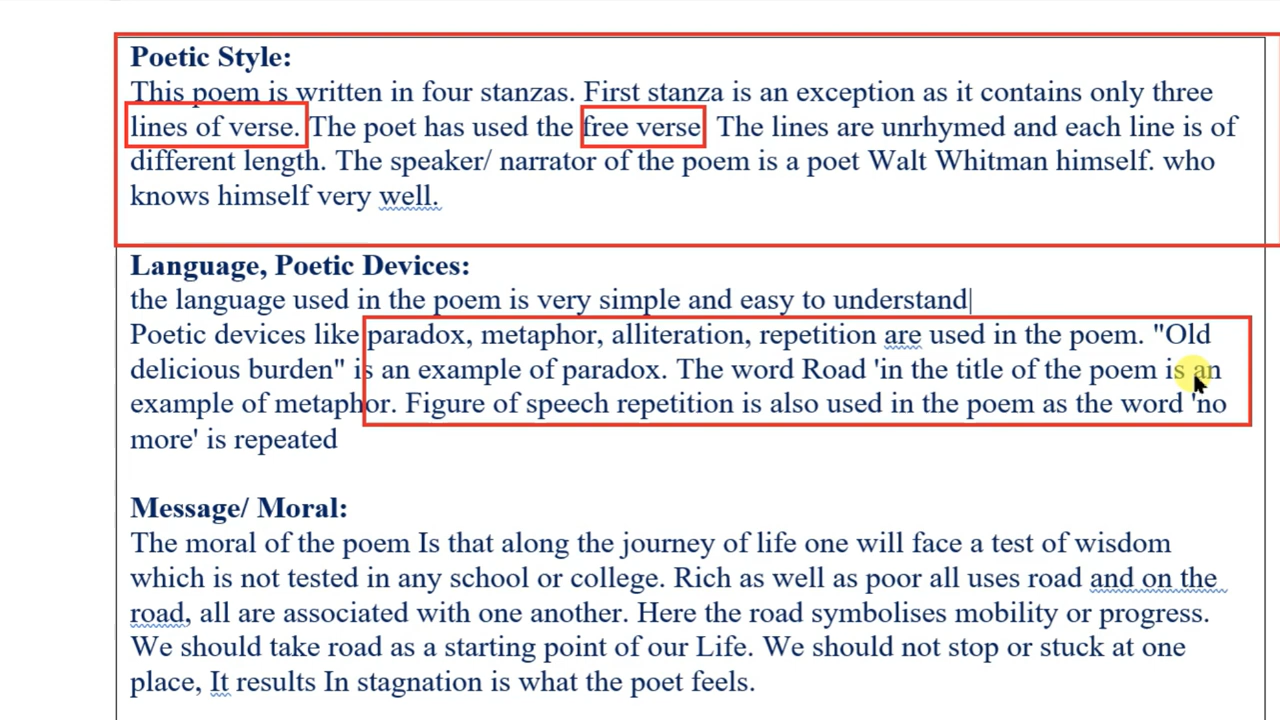 Poetic Style:
This poem is written in four stanzas. First stanza is an exception as it contains only three
lines of verse. The poet has used the free verse The lines are unrhymed and each line is of
different length. The speaker/ narrator of the poem is a poet Walt Whitman himself. who
knows himself very well.
Language, Poetic Devices:
the language used in the poem is very simple and easy to understand
Poetic devices like paradox, metaphor, alliteration, repetition are used in the poem. "Old
delicious burden" is an example of paradox. The word Road 'in the title of the poem is an
example of metaphor. Figure of speech repetition is also used in the poem as the word 'no
more' is repeated
Message/ Moral:
The moral of the poem Is that along the journey of life one will face a test of wisdom
which is not tested in any school or college. Rich as well as poor all uses road and on the
road, all are associated with one another. Here the road symbolises mobility or progress.
We should take road as a starting point of our Life. We should not stop or stuck at one
place, It results In stagnation is what the poet feels.